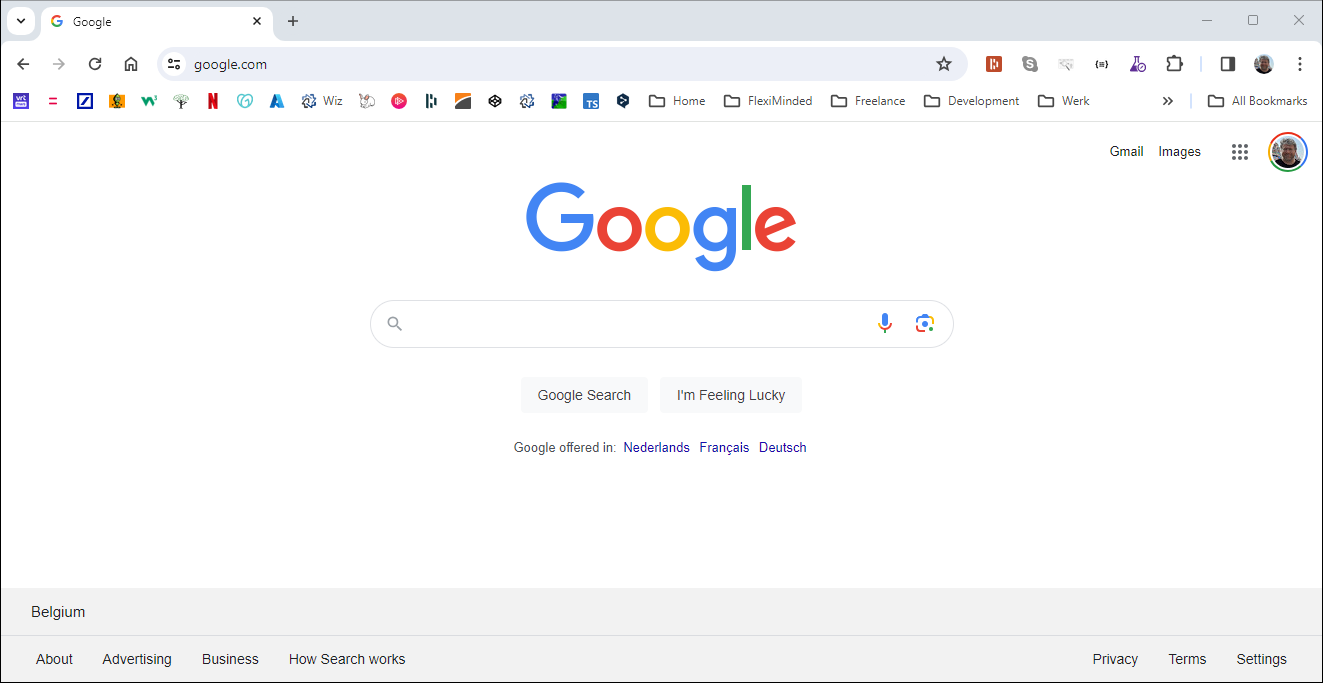 Google
google.com
Wiz Home FlexiMinded Freelance Development Werk All Bookmarks
Gmail Images
Google
Google Search I'm Feeling Lucky
Google offered in: Nederlands Français Deutsch
Belgium
About Advertising Business How Search works Privacy Terms Settings